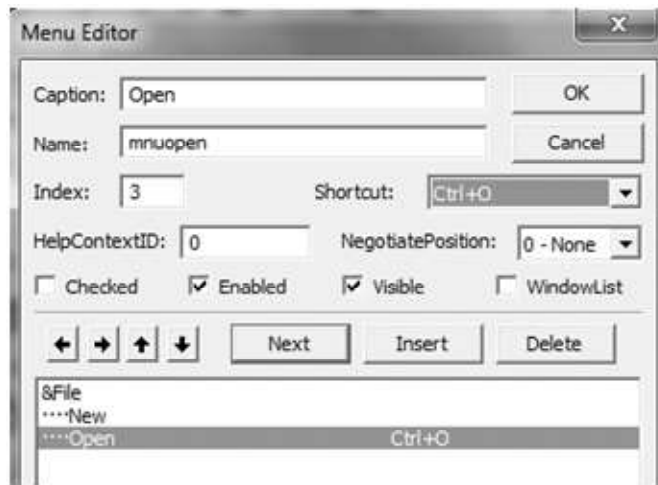 Menu Editor
x
Caption: Open OK
Name: mnuopen Cancel
Index: 3 Shortcut: Ctrl+O
HelpContextID: 0 NegotiatePosition: 0 - None
Checked Enabled Visible WindowList
Next Insert Delete
&File
····New
····Open Ctrl+O